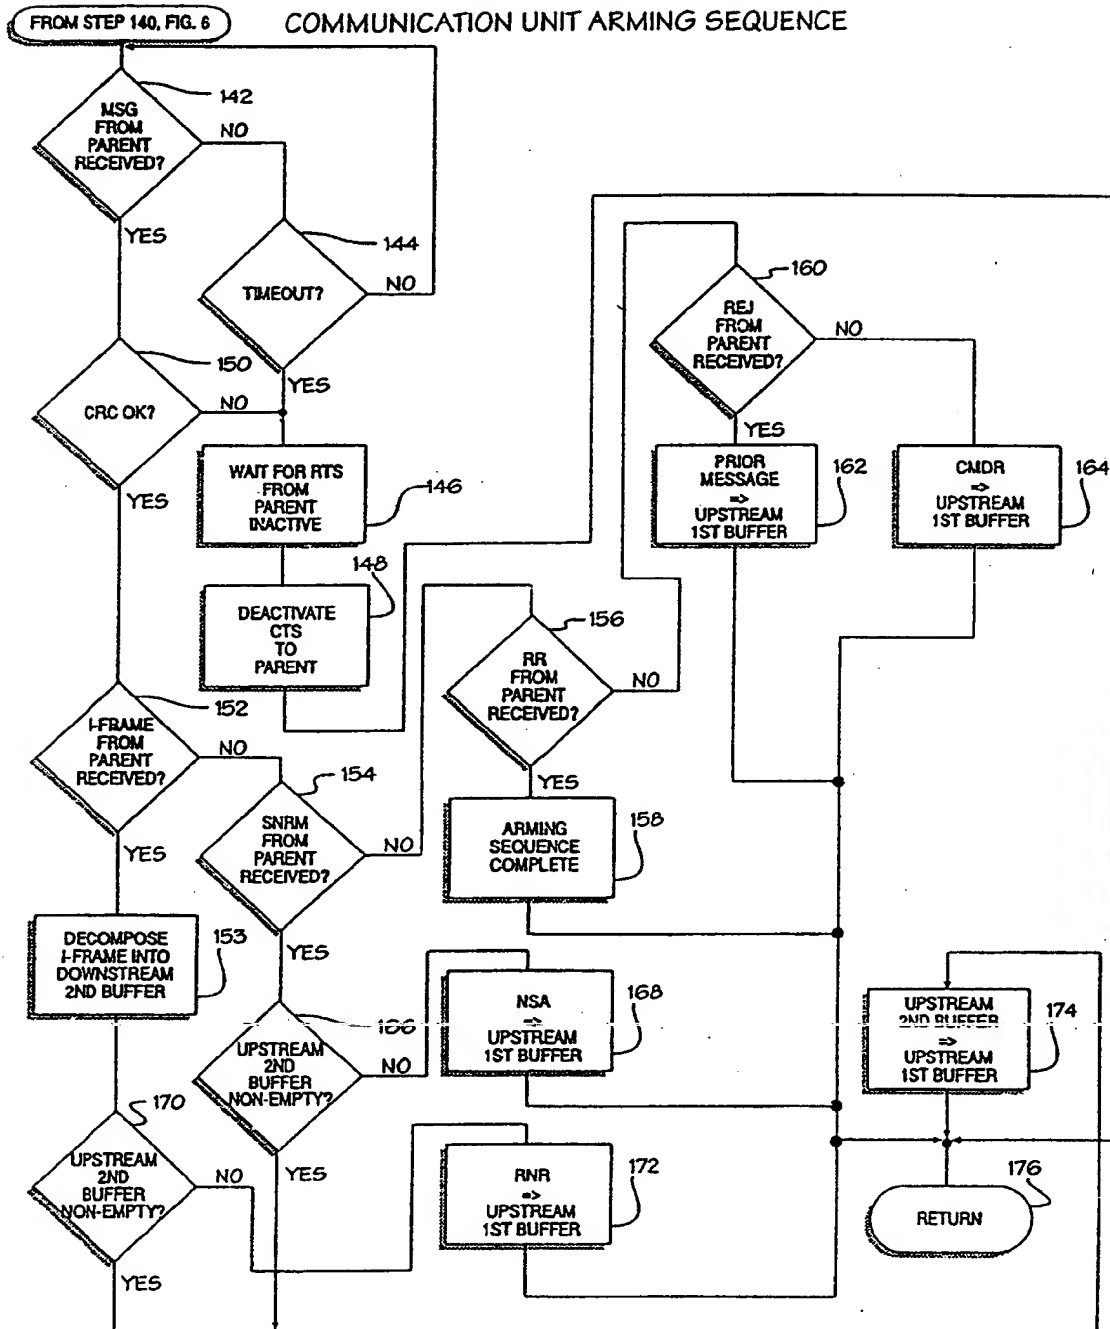 FROM STEP 140, FIG. 6
COMMUNICATION UNIT ARMING SEQUENCE
142
MSG
FROM
PARENT
RECEIVED?
NO
YES
144
TIMEOUT?
NO
YES
150
CRC OK?
NO
YES
WAIT FOR RTS
FROM
PARENT
INACTIVE
146
148
DEACTIVATE
CTS
TO
PARENT
160
REJ
FROM
PARENT
RECEIVED?
NO
YES
PRIOR
MESSAGE
=>
UPSTREAM
1ST BUFFER
162
CMDR
=>
UPSTREAM
1ST BUFFER
164
156
RR
FROM
PARENT
RECEIVED?
NO
YES
ARMING
SEQUENCE
COMPLETE
158
152
I-FRAME
FROM
PARENT
RECEIVED?
NO
YES
154
SNRM
FROM
PARENT
RECEIVED?
NO
YES
DECOMPOSE
I-FRAME INTO
DOWNSTREAM
2ND BUFFER
153
166
UPSTREAM
2ND
BUFFER
NON-EMPTY?
NO
YES
NSA
=>
UPSTREAM
1ST BUFFER
168
UPSTREAM
2ND BUFFER
=>
UPSTREAM
1ST BUFFER
174
170
UPSTREAM
2ND
BUFFER
NON-EMPTY?
NO
YES
RNR
=>
UPSTREAM
1ST BUFFER
172
176
RETURN